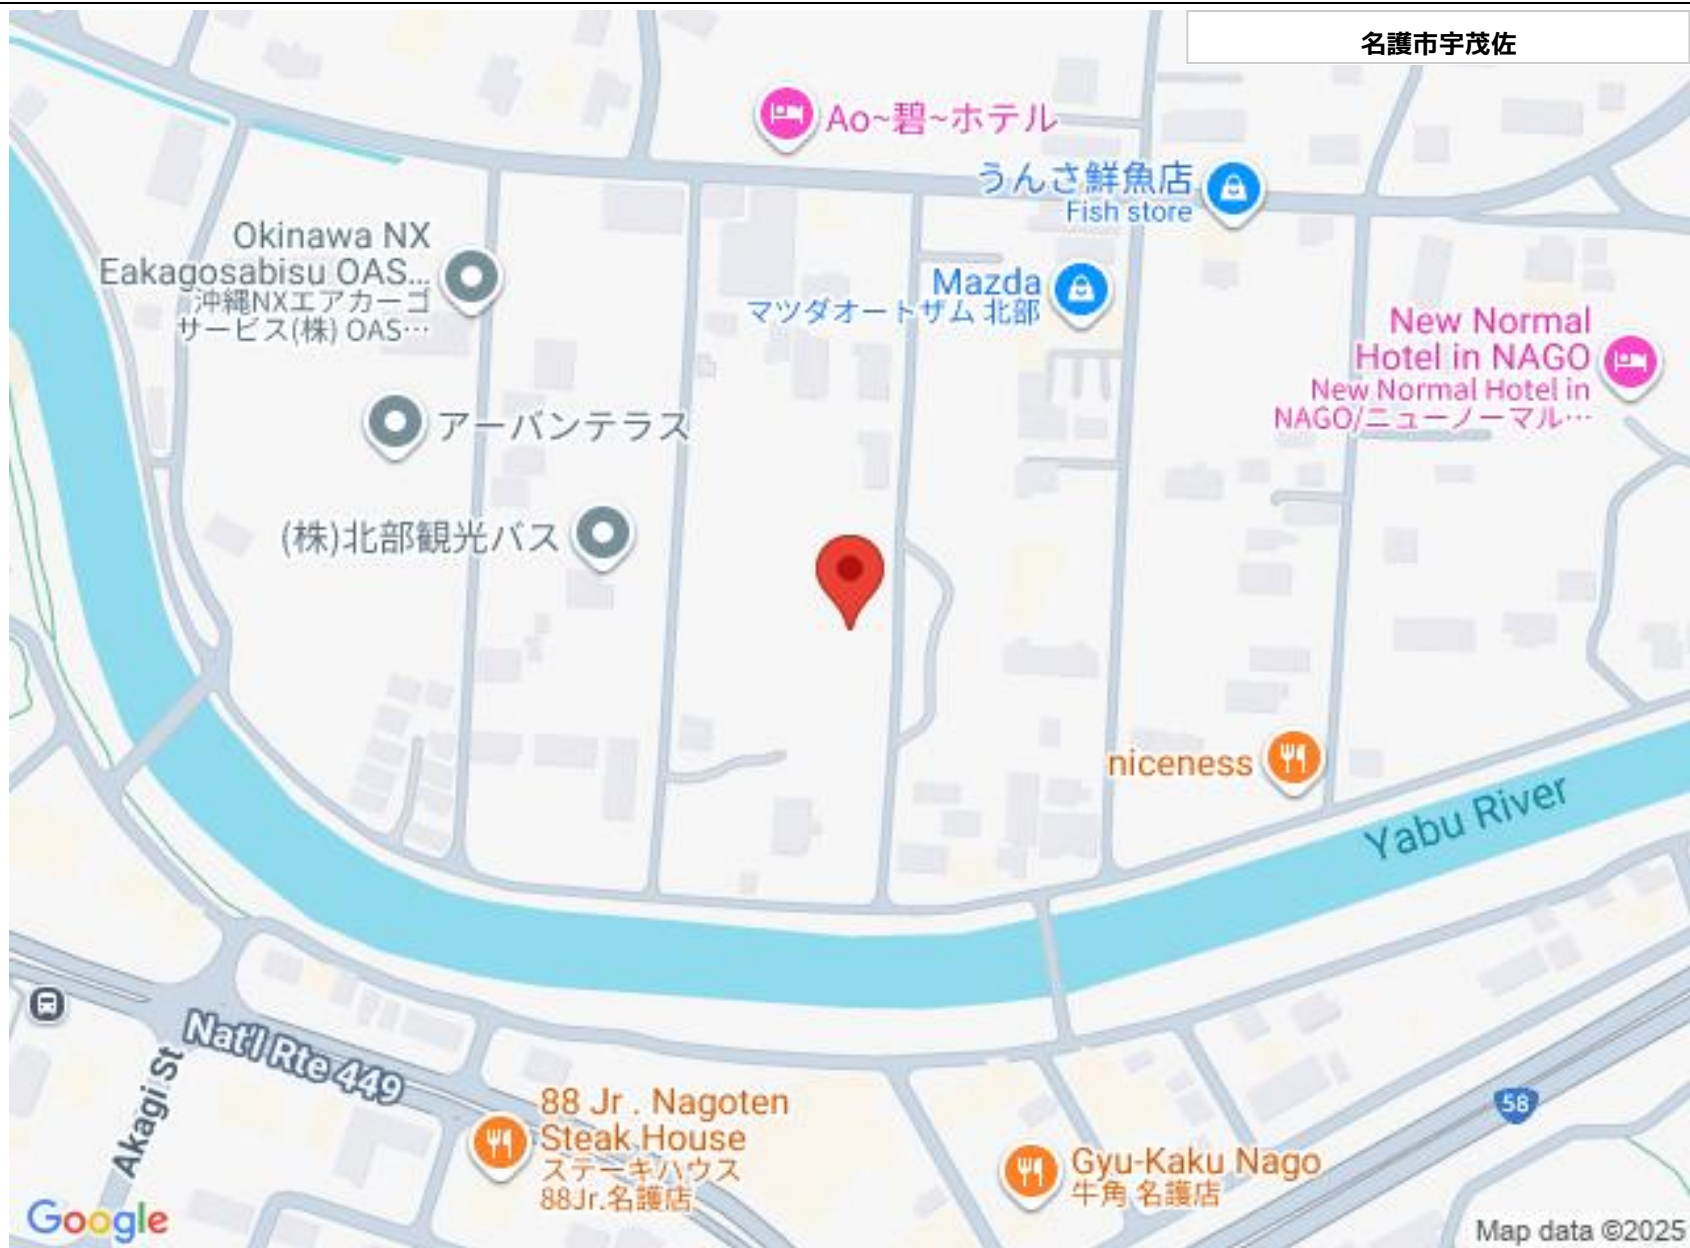 名護市宇茂佐
Ao~碧~ホテル
うんさ鮮魚店
Fish store
Okinawa NX
Eakagosabisu OAS...
沖縄NXエアカーゴ
サービス(株) OAS…
Mazda
マツダオートザム 北部
New Normal
Hotel in NAGO
New Normal Hotel in
NAGO/ニューノーマル…
アーバンテラス
(株)北部観光バス
niceness
Yabu River
Nat'l Rte 449
Akagi St
88 Jr . Nagoten
Steak House
ステーキハウス
88Jr.名護店
Gyu-Kaku Nago
牛角 名護店
58
Google
Map data ©2025